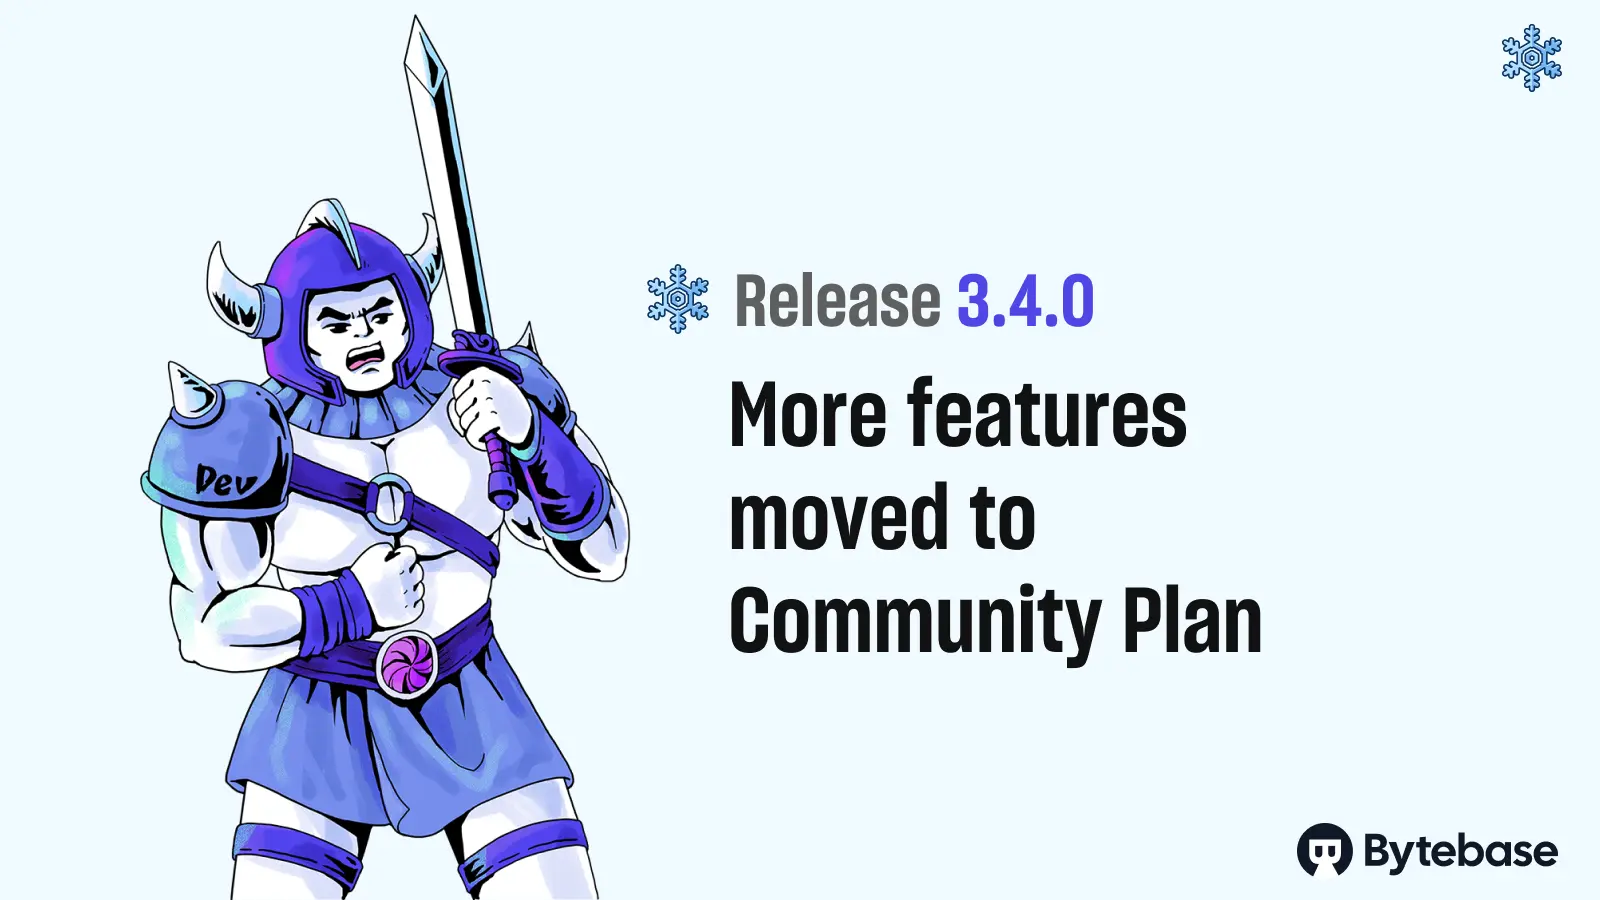 Release 3.4.0
More features
moved to
Community Plan
Dev
Bytebase